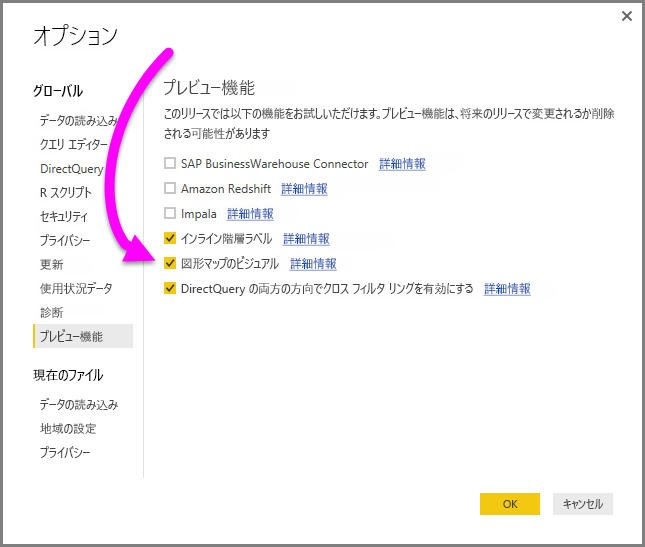 オプション
グローバル
データの読み込み
クエリ エディター
DirectQuery
R スクリプト
セキュリティ
プライバシー
更新
使用状況データ
診断
プレビュー機能
現在のファイル
データの読み込み
地域の設定
プライバシー
プレビュー機能
このリリースでは以下の機能をお試しいただけます。プレビュー機能は、将来のリリースで変更されるか削除
される可能性があります
SAP BusinessWarehouse Connector 詳細情報
Amazon Redshift 詳細情報
Impala 詳細情報
インライン階層ラベル 詳細情報
図形マップのビジュアル 詳細情報
DirectQuery の両方の方向でクロス フィルタ リングを有効にする 詳細情報
OK キャンセル